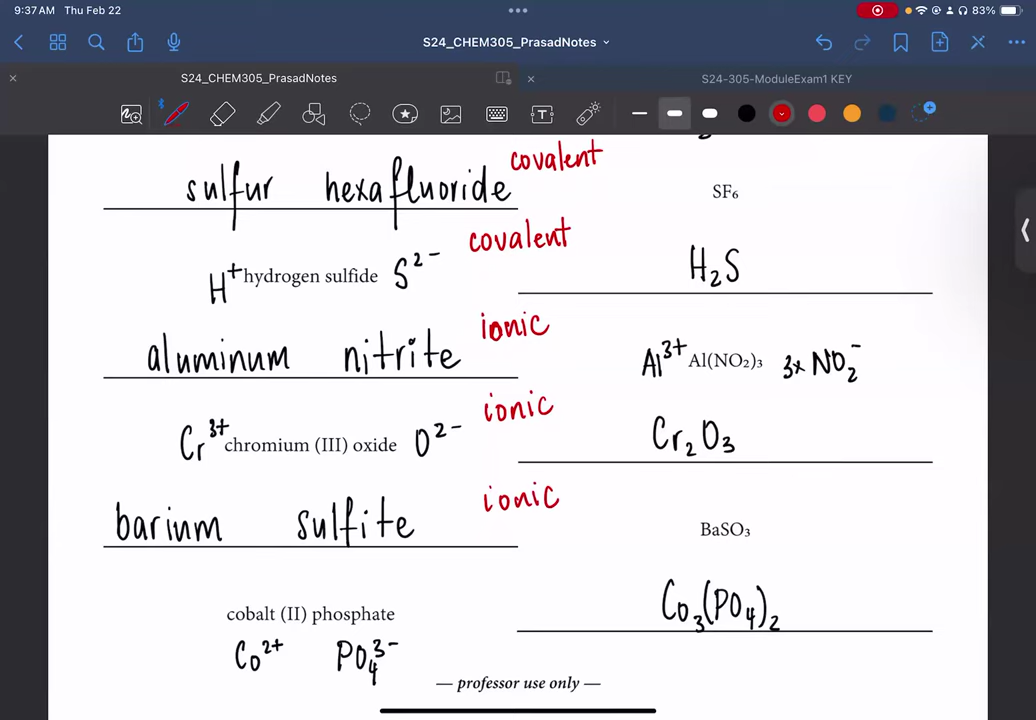 9:37 AM Thu Feb 22
83%
S24_CHEM305_PrasadNotes
S24_CHEM305_PrasadNotes
S24-305-ModuleExam1 KEY
covalent
sulfur hexafluoride
SF₆
covalent
H⁺ hydrogen sulfide S²⁻
H₂S
ionic
aluminum nitrite
Al³⁺ Al(NO₂)₃ 3x NO₂⁻
ionic
Cr³⁺ chromium (III) oxide O²⁻
Cr₂O₃
ionic
barium sulfite
BaSO₃
cobalt (II) phosphate
Co₃(PO₄)₂
Co²⁺ PO₄³⁻
— professor use only —